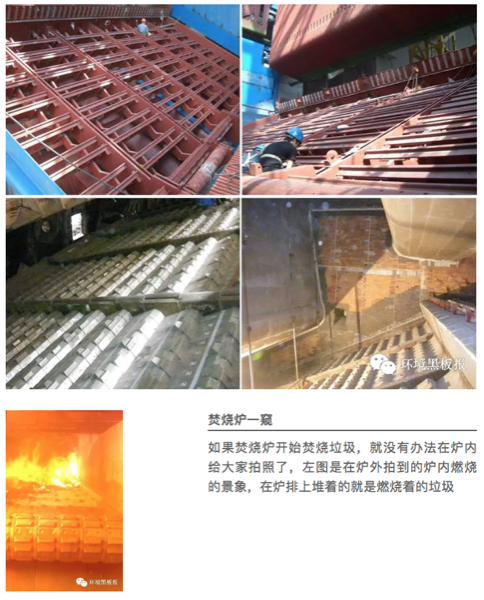 环境黑板报
焚烧炉一窥
如果焚烧炉开始焚烧垃圾，就没有办法在炉内
给大家拍照了，左图是在炉外拍到的炉内燃烧
的景象，在炉排上堆着的就是燃烧着的垃圾
环境黑板报